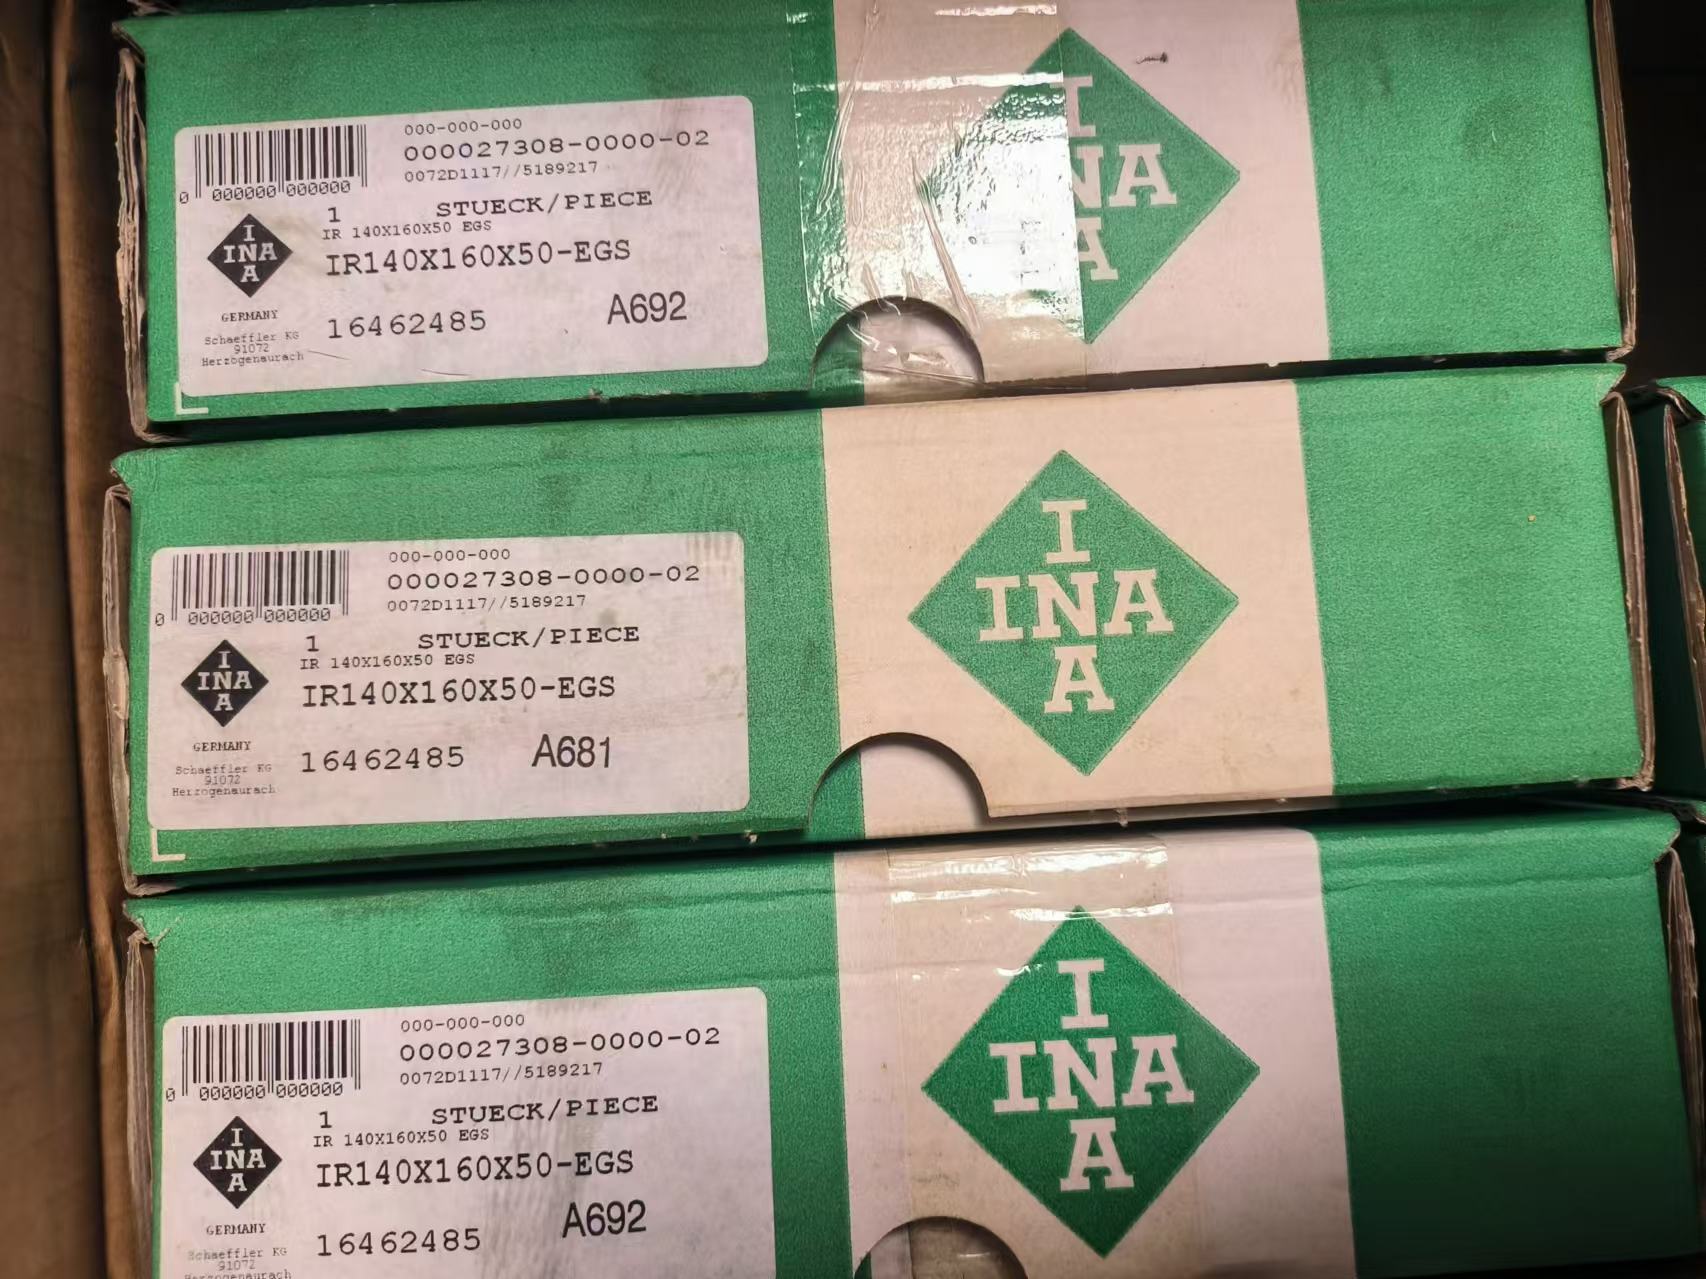 000-000-000
000027308-0000-02
0072D1117//5189217
0 000000 000000
1 STUECK/PIECE
IR 140X160X50 EGS
IR140X160X50-EGS
I
INA
A
GERMANY
Schaeffler KG
91072
Herzogenaurach
16462485 A692
I
INA
A
000-000-000
000027308-0000-02
0072D1117//5189217
0 000000 000000
1 STUECK/PIECE
IR 140X160X50 EGS
IR140X160X50-EGS
I
INA
A
GERMANY
Schaeffler KG
91072
Herzogenaurach
16462485 A681
I
INA
A
000-000-000
000027308-0000-02
0072D1117//5189217
0 000000 000000
1 STUECK/PIECE
IR 140X160X50 EGS
IR140X160X50-EGS
I
INA
A
GERMANY
Schaeffler KG
91072
Herzogenaurach
16462485 A692
I
INA
A